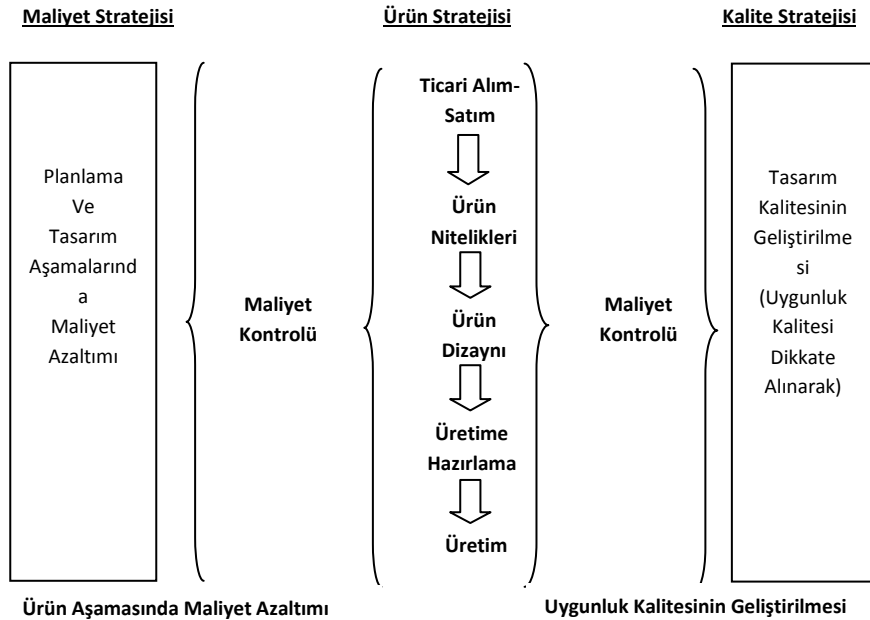 Maliyet Stratejisi
Ürün Stratejisi
Kalite Stratejisi
Planlama
Ve
Tasarım
Aşamalarınd
a
Maliyet
Azaltımı
Maliyet
Kontrolü
Ticari Alım-
Satım
Ürün
Nitelikleri
Ürün
Dizaynı
Üretime
Hazırlama
Üretim
Maliyet
Kontrolü
Tasarım
Kalitesinin
Geliştirilme
si
(Uygunluk
Kalitesi
Dikkate
Alınarak)
Ürün Aşamasında Maliyet Azaltımı
Uygunluk Kalitesinin Geliştirilmesi